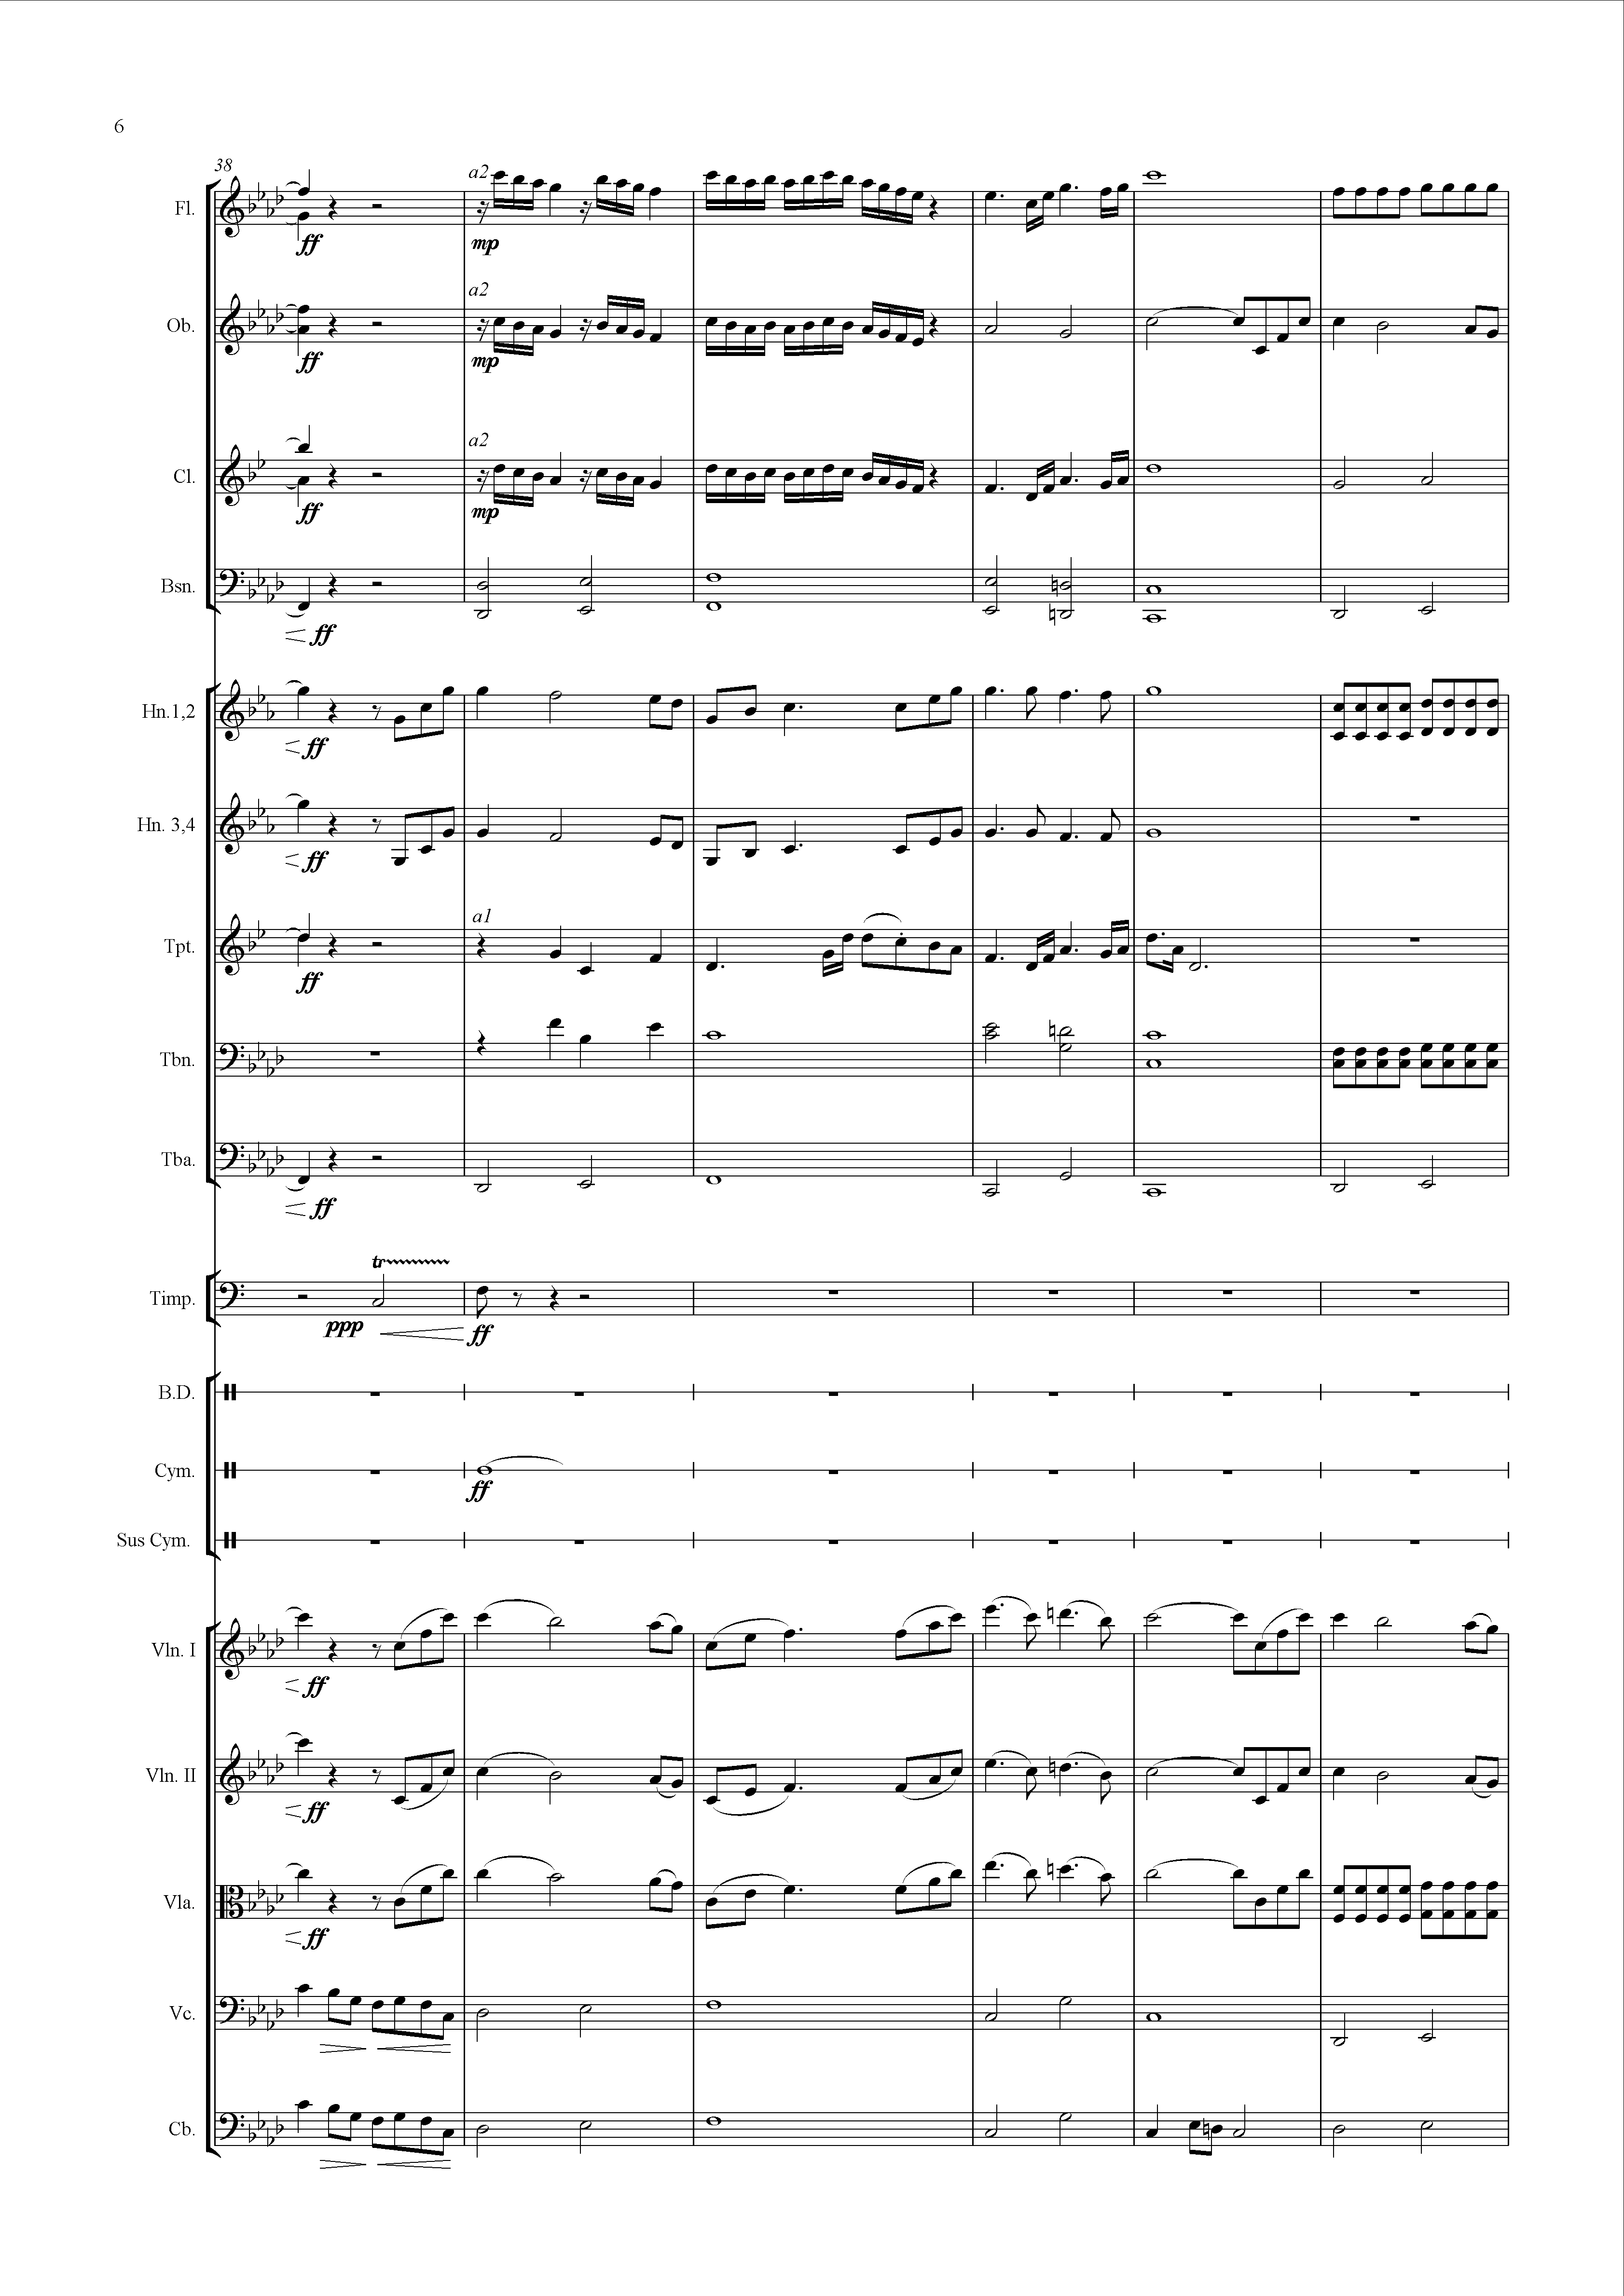 6
38
Fl.
a2
ff
mp
a2
Ob.
ff
mp
a2
Cl.
ff
mp
Bsn.
ff
Hn.1,2
ff
Hn. 3,4
ff
a1
Tpt.
ff
Tbn.
Tba.
ff
tr
Timp.
ppp
ff
B.D.
Cym.
ff
Sus Cym.
Vln. I
ff
Vln. II
ff
Vla.
ff
Vc.
Cb.